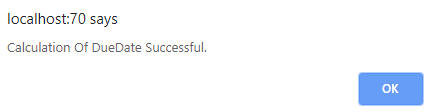 localhost:70 says
Calculation Of DueDate Successful.
OK